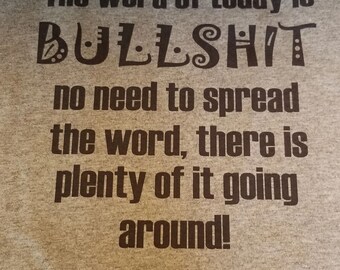 The word of today is
BULLSHIT
no need to spread
the word, there is
plenty of it going
around!